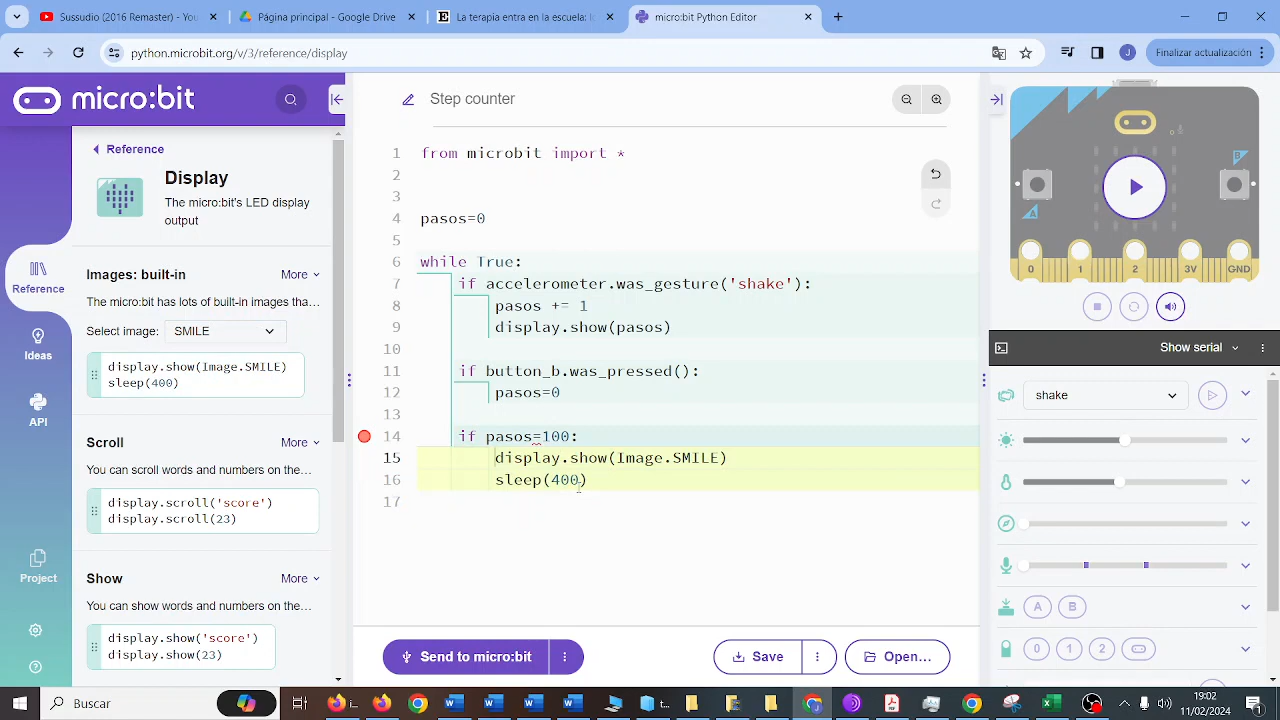 Sissudos (100) - You
Página principal - Google Drive
La terapia entra en la escuela: lo
micro:bit Python Editor
python.microbit.org/v/3/reference/display
Finalizar actualización
micro:bit
Reference
Display
The micro:bit's LED display
output
Images: built-in
More
The micro:bit has lots of built-in images tha...
Select image:
SMILE
display.show(Image.SMILE)
sleep(400)
Scroll
More
You can scroll words and numbers on th...
display.scroll('score')
display.scroll(23)
Show
More
You can show words and numbers on the...
display.show('score')
display.show(23)
Reference
Ideas
API
Project
Step counter
1 from microbit import *
2
3
4 pasos=0
5
6 while True:
7 if accelerometer.was_gesture('shake'):
8 pasos += 1
9 display.show(pasos)
10
11 if button_b.was_pressed():
12 pasos=0
13
14 if pasos=100:
15 display.show(Image.SMILE)
16 sleep(400)
17
Send to micro:bit
Save
Open...
A
B
0 1 2 3V GND
Show serial
shake
A B
0 1 2
Buscar
19:02
11/02/2024